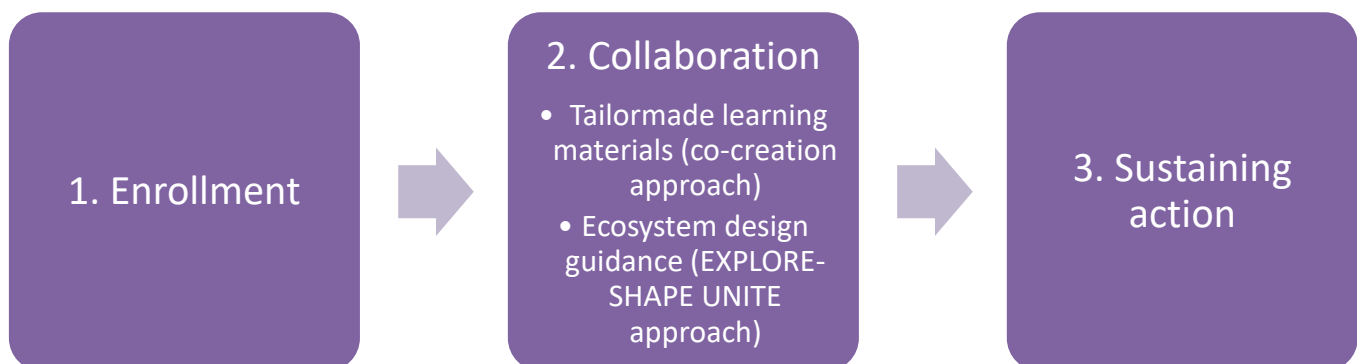 1. Enrollment
2. Collaboration
• Tailormade learning
materials (co-creation
approach)
• Ecosystem design
guidance (EXPLORE-
SHAPE UNITE
approach)
3. Sustaining
action